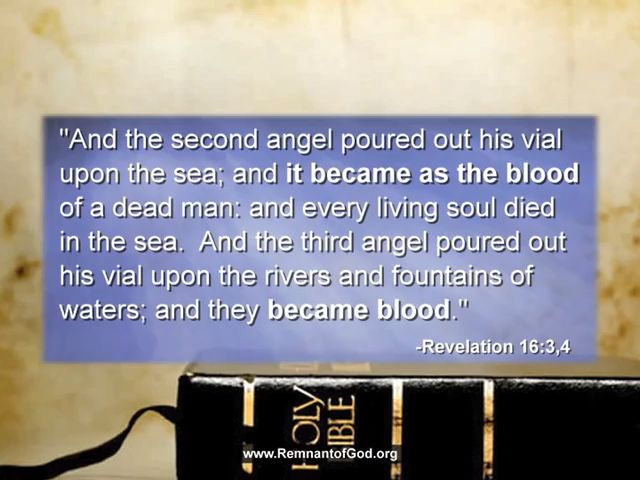 "And the second angel poured out his vial
upon the sea; and it became as the blood
of a dead man: and every living soul died
in the sea.  And the third angel poured out
his vial upon the rivers and fountains of
waters; and they became blood."
-Revelation 16:3,4
HOLY
BIBLE
www.RemnantofGod.org